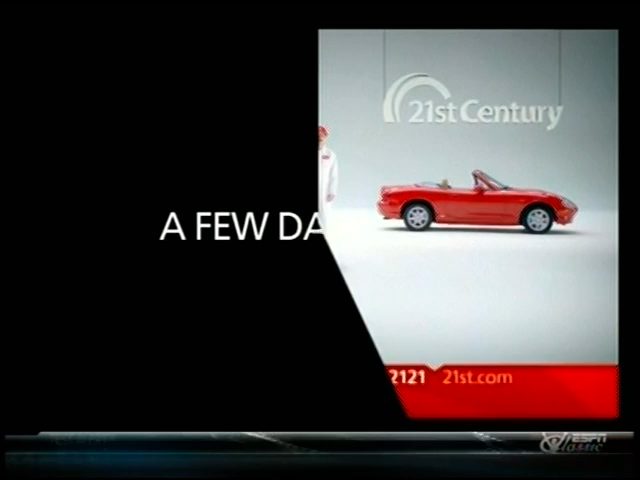 21st Century
A FEW DA
2121 21st.com
ESPN
Classic